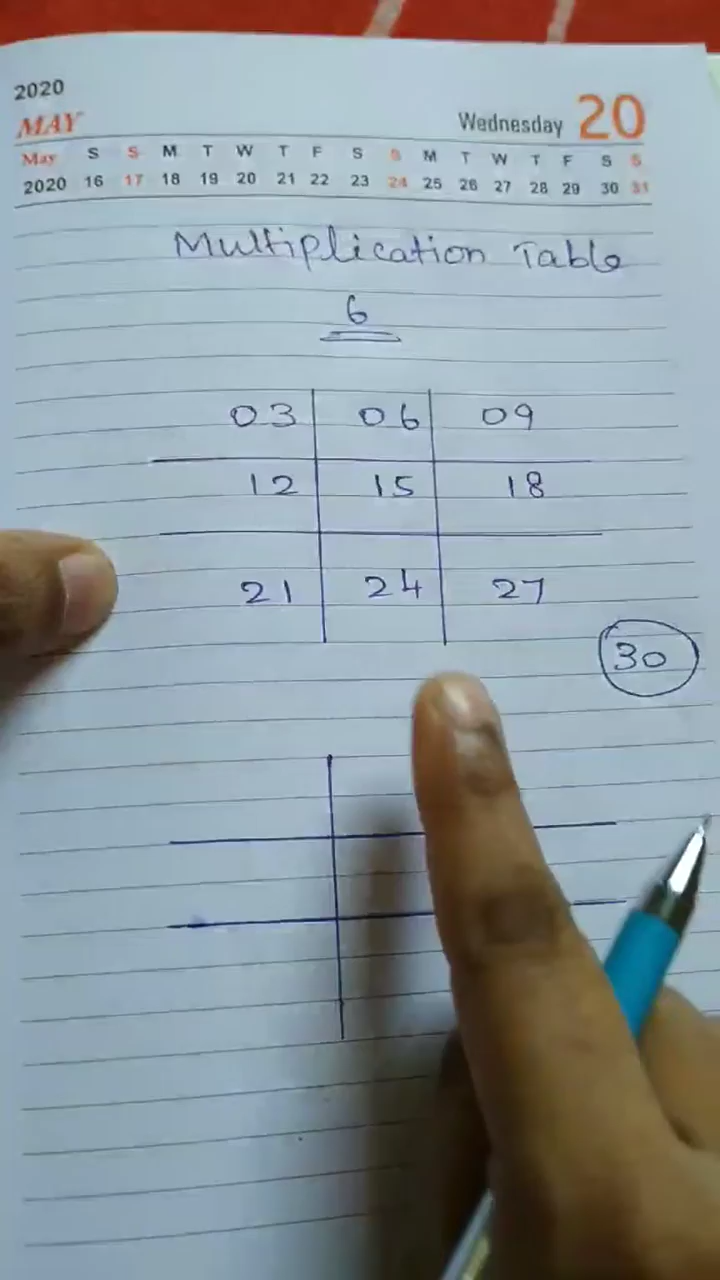 2020
MAY
Wednesday 20
May S S M T W T F S S M T W T F S S
2020 16 17 18 19 20 21 22 23 24 25 26 27 28 29 30 31
Multiplication Table
6
03 06 09
12 15 18
21 24 27
30